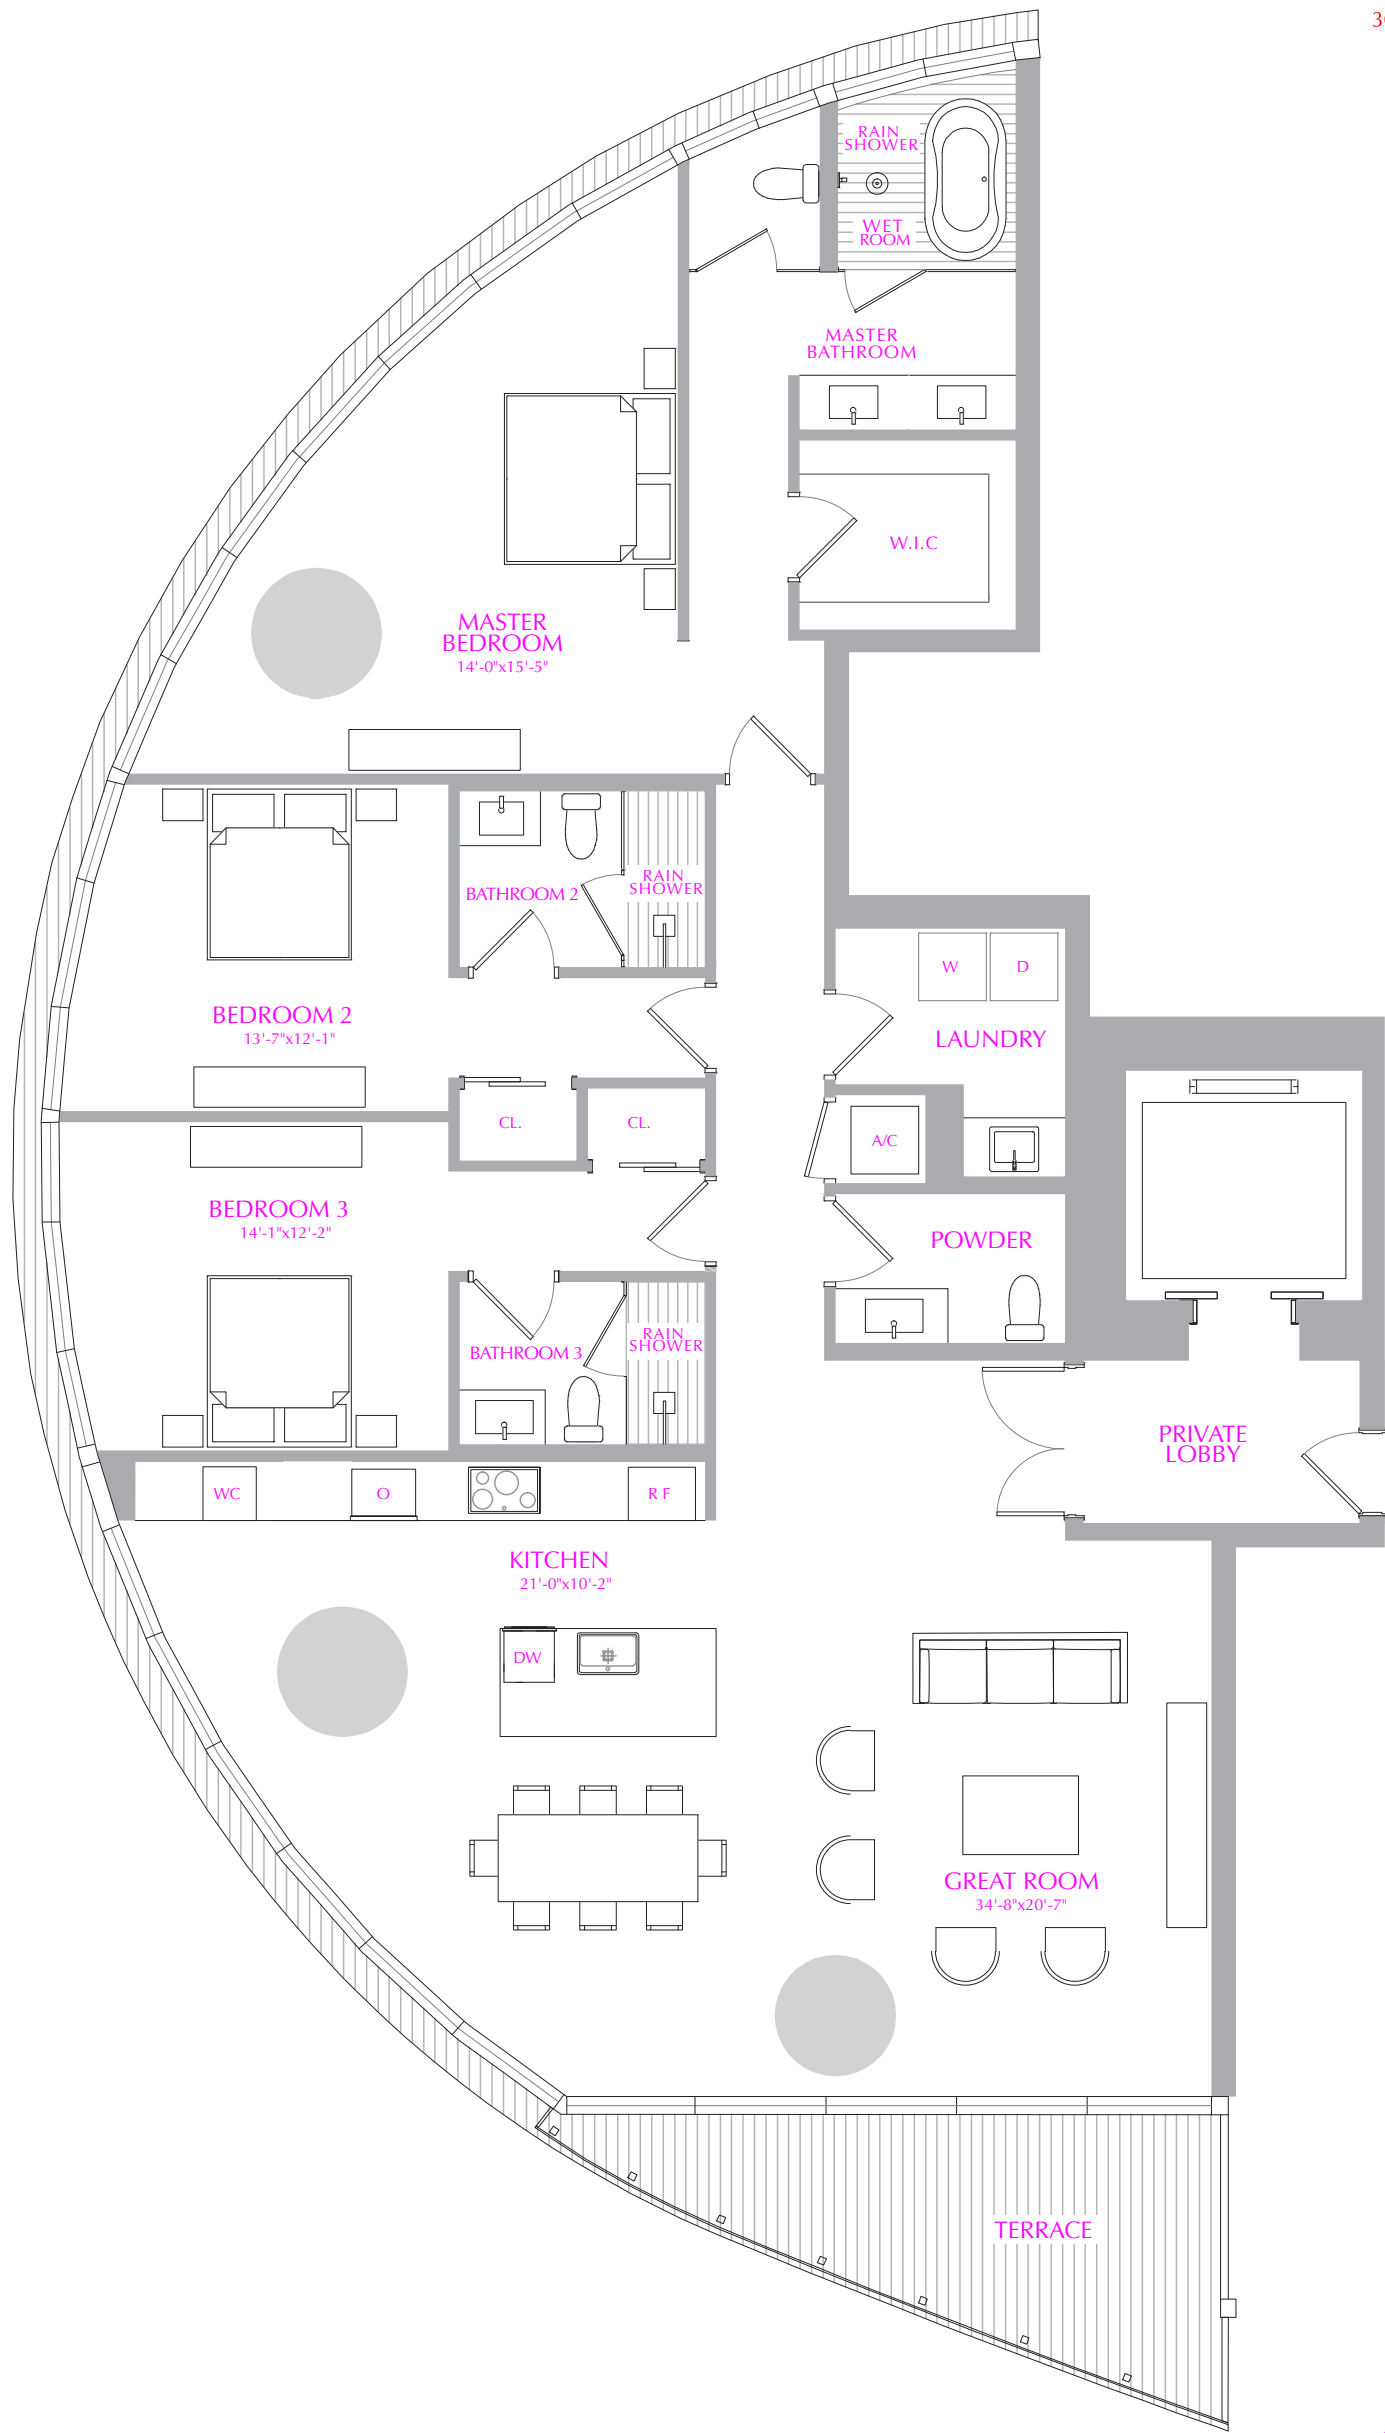 RAIN
SHOWER
WET
ROOM
MASTER
BATHROOM
W.I.C
MASTER
BEDROOM
14'-0"x15'-5"
BATHROOM 2
RAIN
SHOWER
W
D
BEDROOM 2
13'-7"x12'-1"
LAUNDRY
CL.
CL.
A/C
BEDROOM 3
14'-1"x12'-2"
POWDER
BATHROOM 3
RAIN
SHOWER
PRIVATE
LOBBY
WC
O
R F
KITCHEN
21'-0"x10'-2"
DW
GREAT ROOM
34'-8"x20'-7"
TERRACE